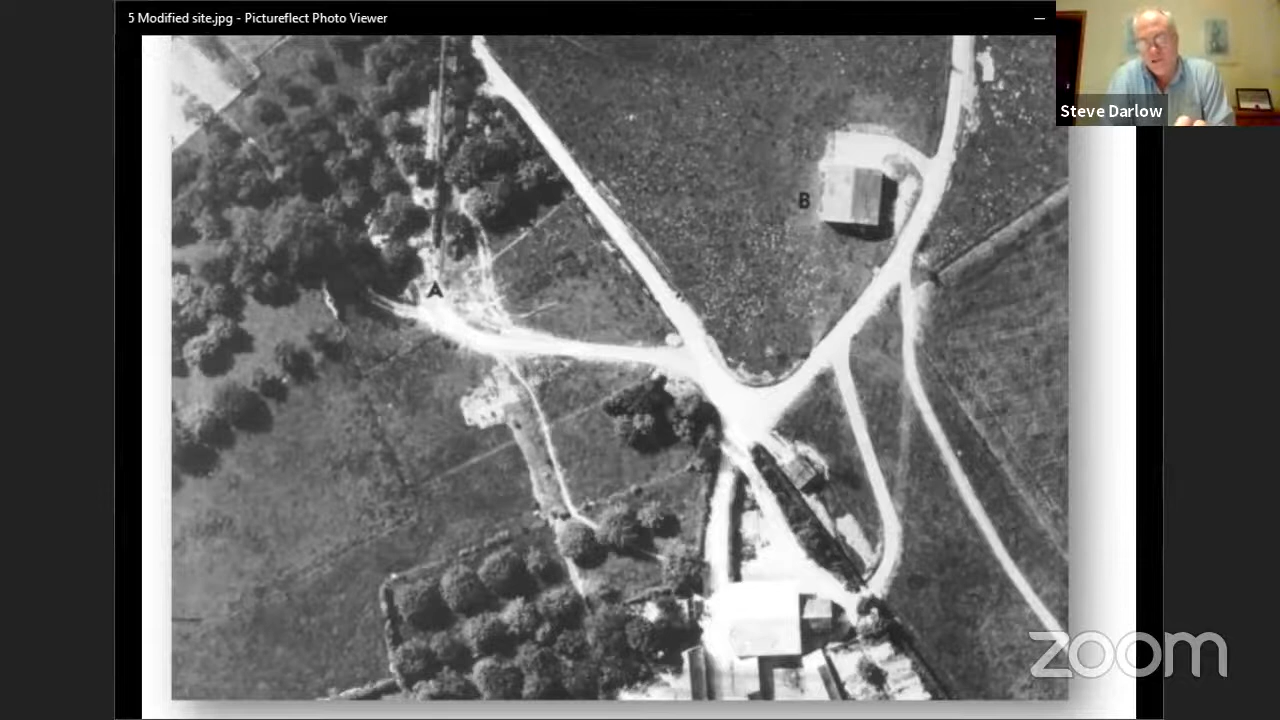 5 Modified site.jpg - Pictureflect Photo Viewer
Steve Darlow
B
A
zoom